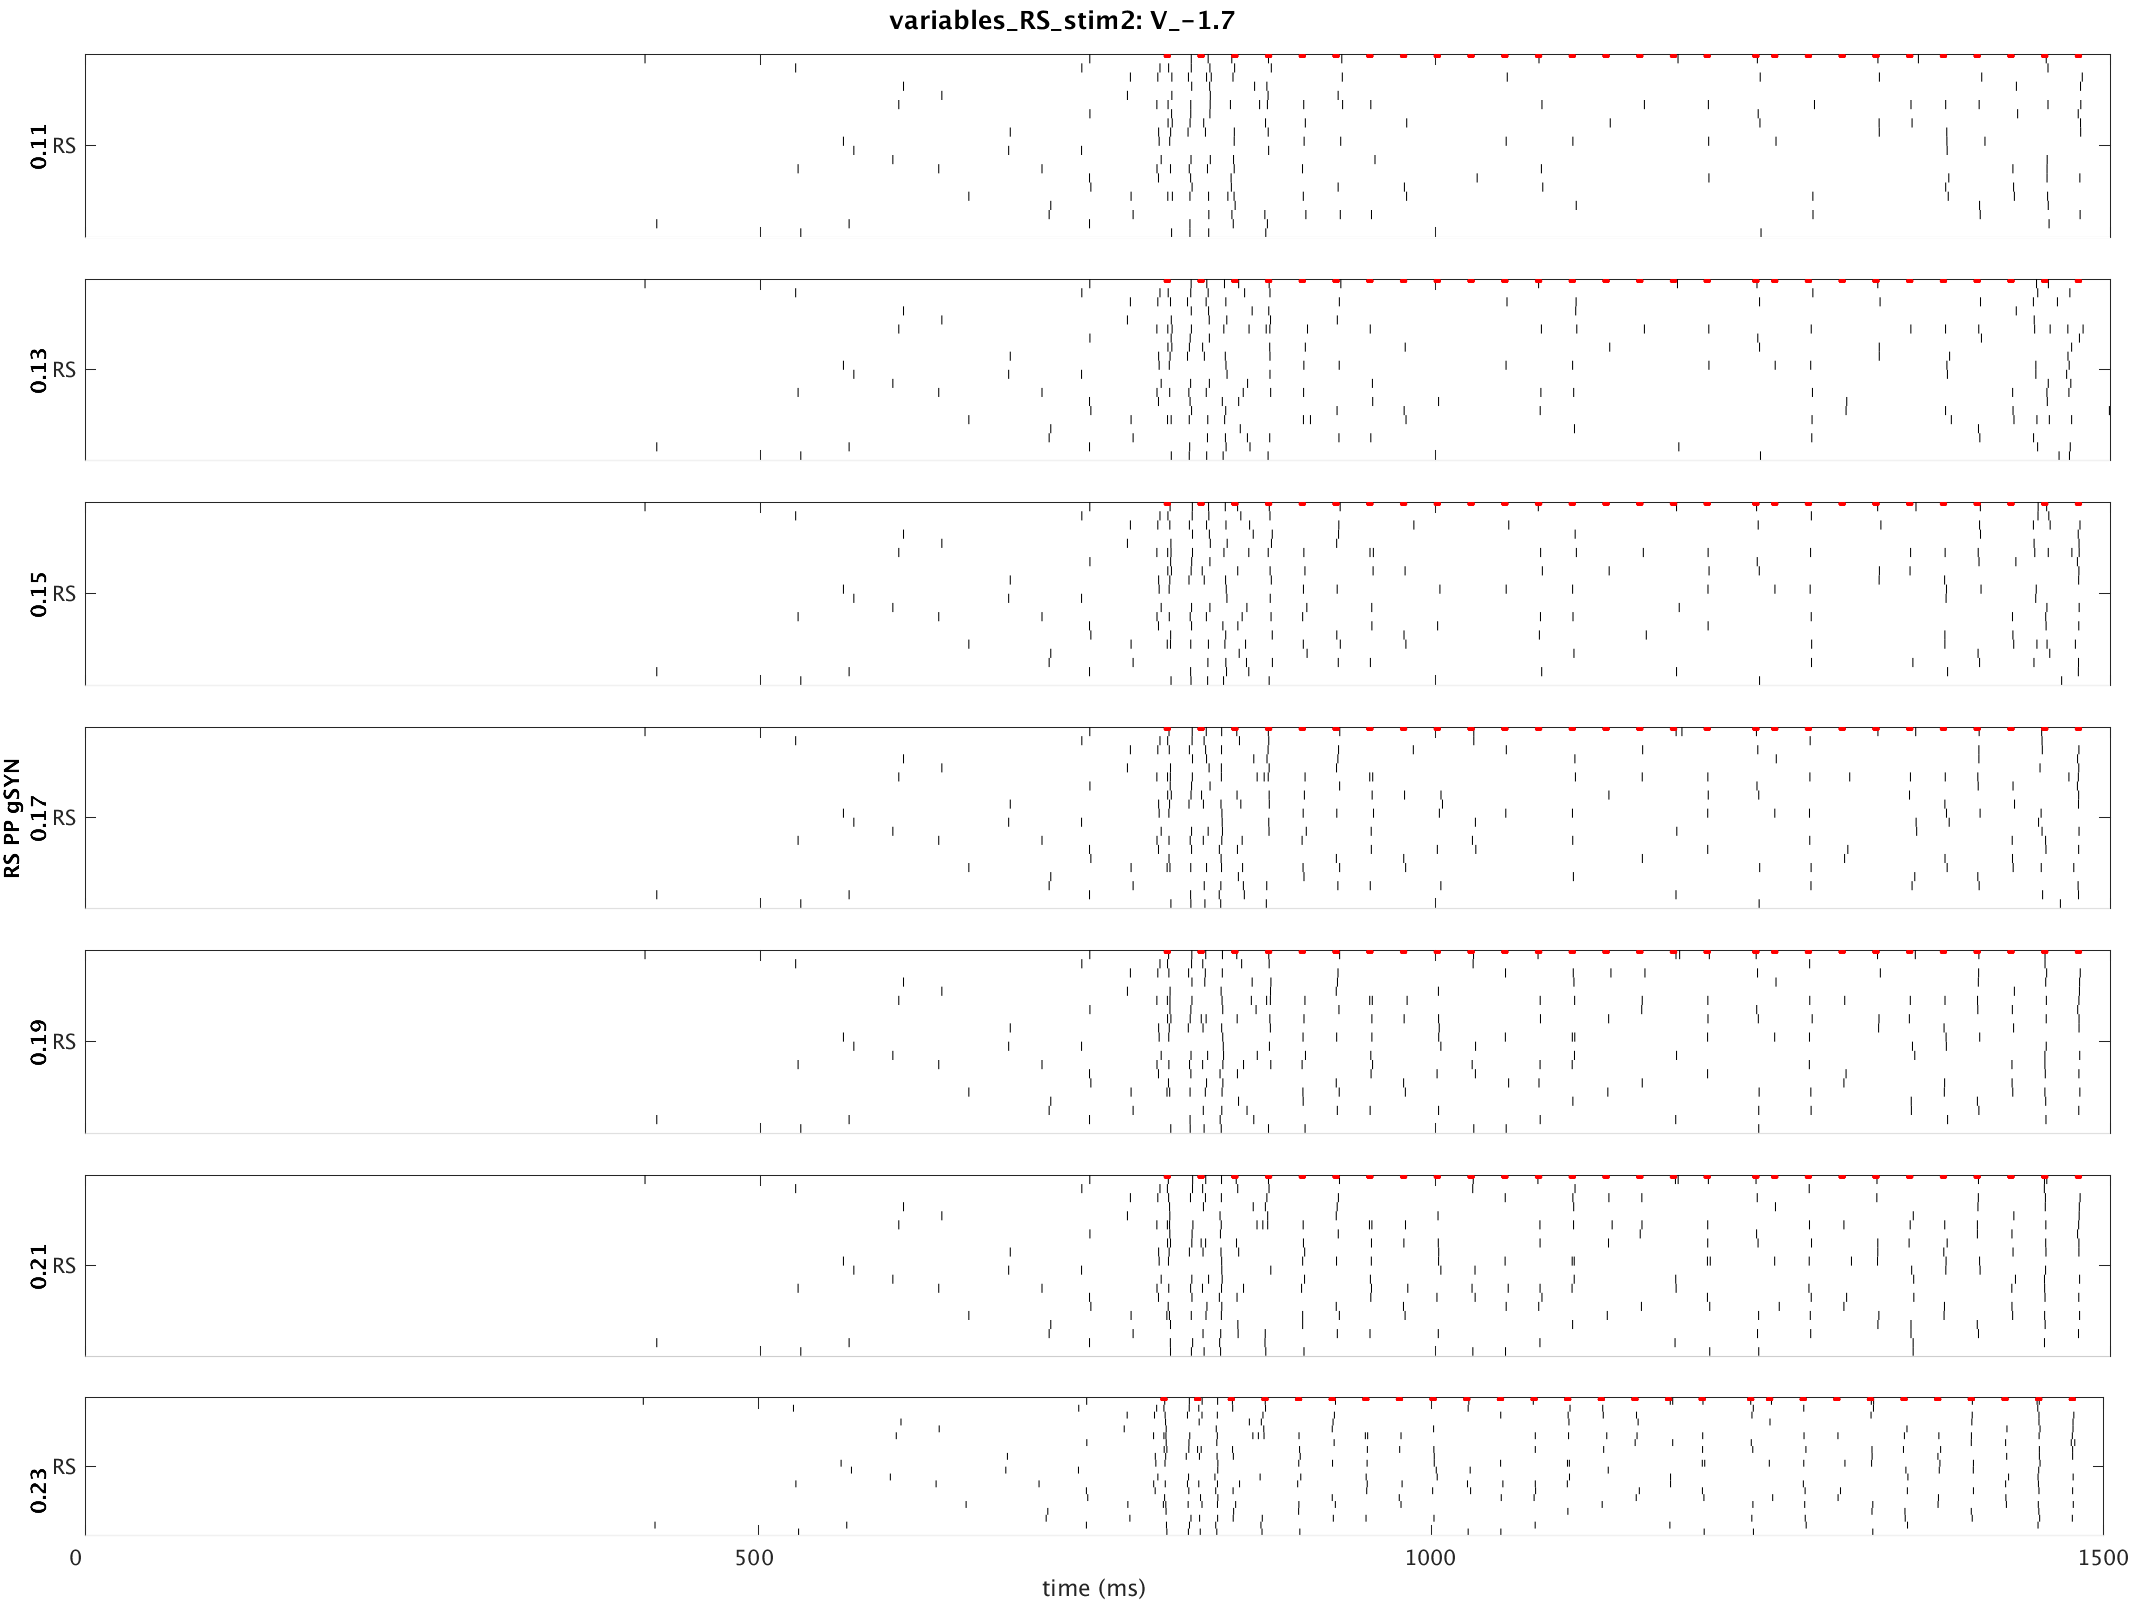 variables_RS_stim2: V_-1.7
RS PP gSYN
0.11
RS
0.13
RS
0.15
RS
0.17
RS
0.19
RS
0.21
RS
0.23
RS
0 500 1000 1500
time (ms)